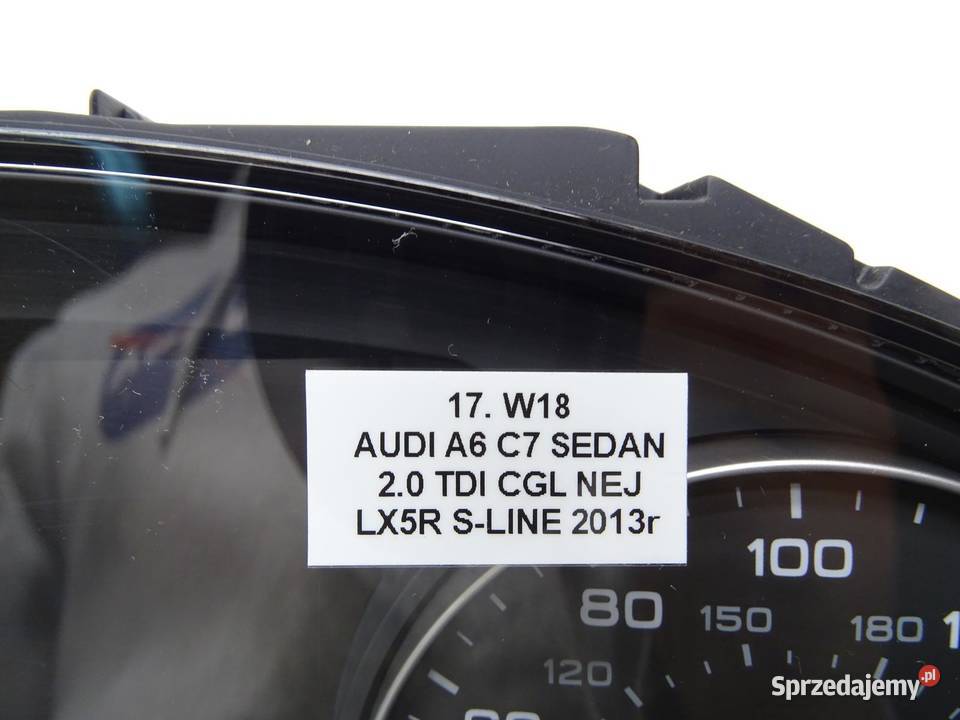 17. W18
AUDI A6 C7 SEDAN
2.0 TDI CGL NEJ
LX5R S-LINE 2013r
100
80
150
180
120
Sprzedajemy.pl